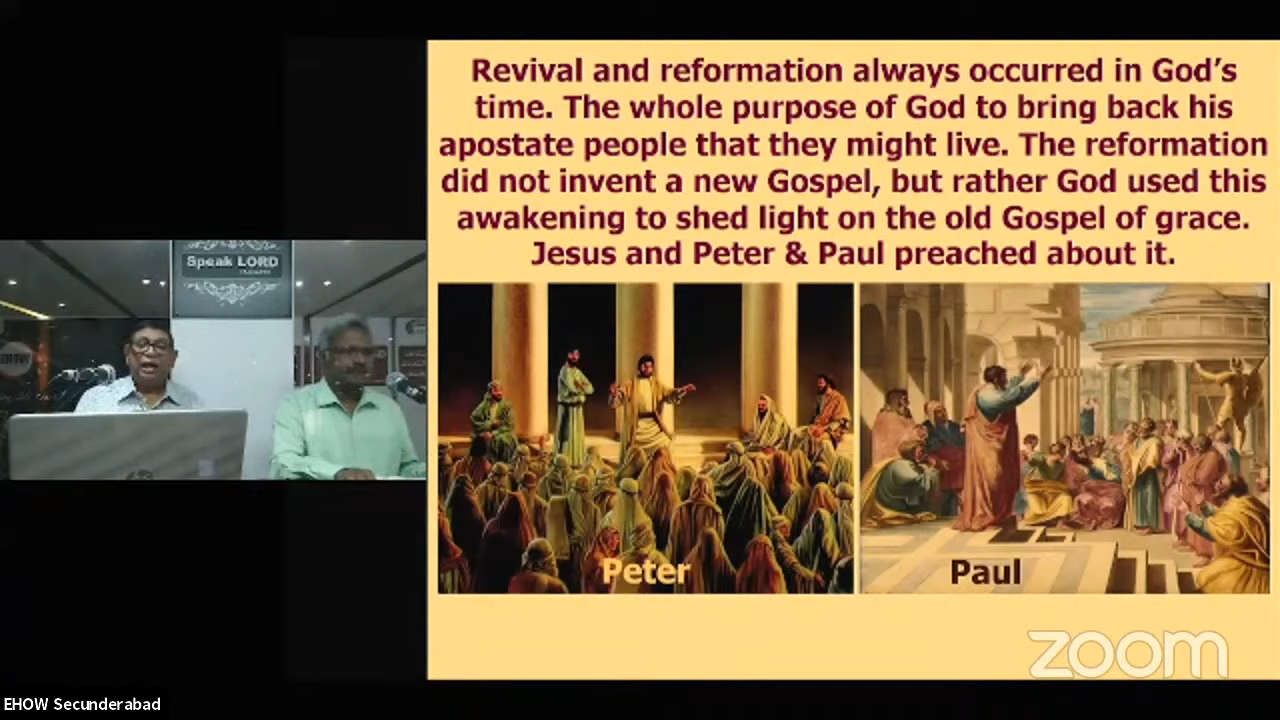 Revival and reformation always occurred in God's
time. The whole purpose of God to bring back his
apostate people that they might live. The reformation
did not invent a new Gospel, but rather God used this
awakening to shed light on the old Gospel of grace.
Jesus and Peter & Paul preached about it.
Speak LORD
Peter
Paul
zoom
EHOW Secunderabad